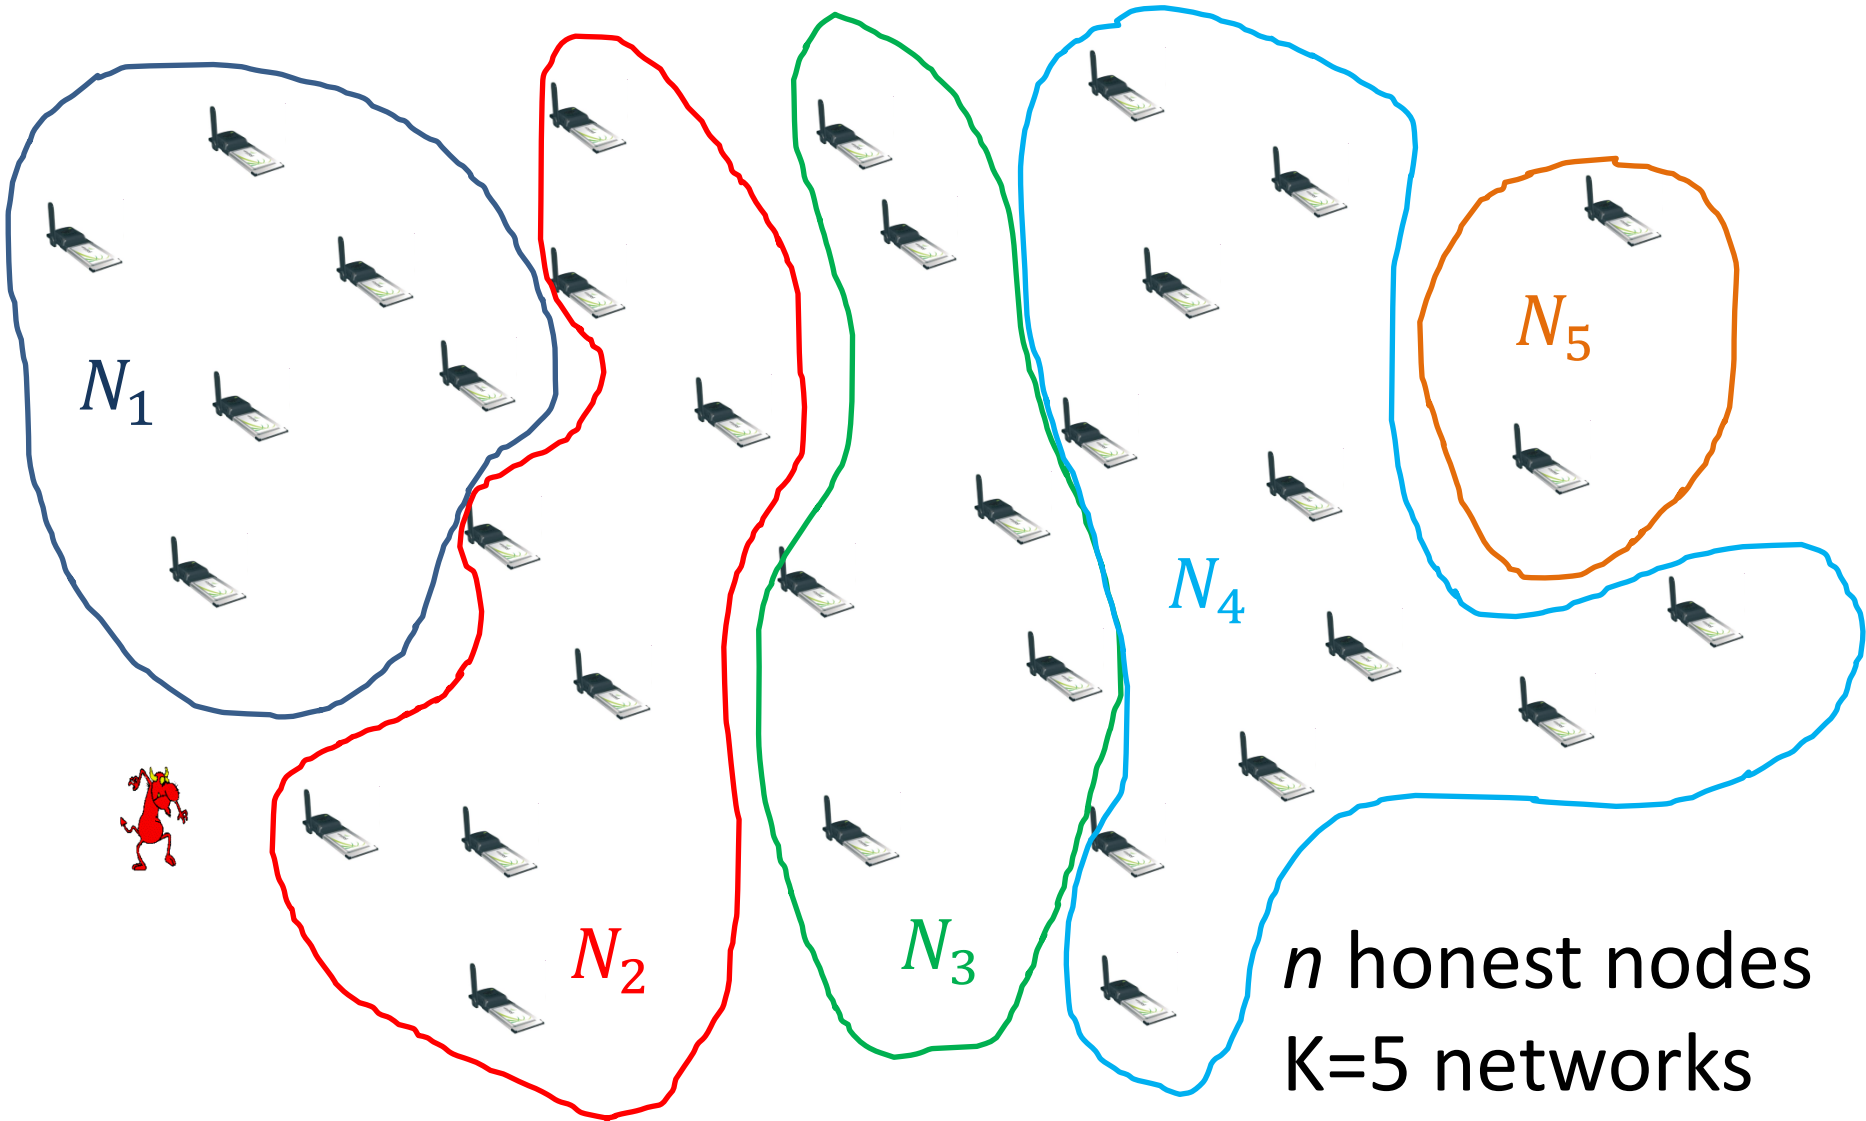 N₁
N₂
N₃
N₄
N₅
n honest nodes
K=5 networks